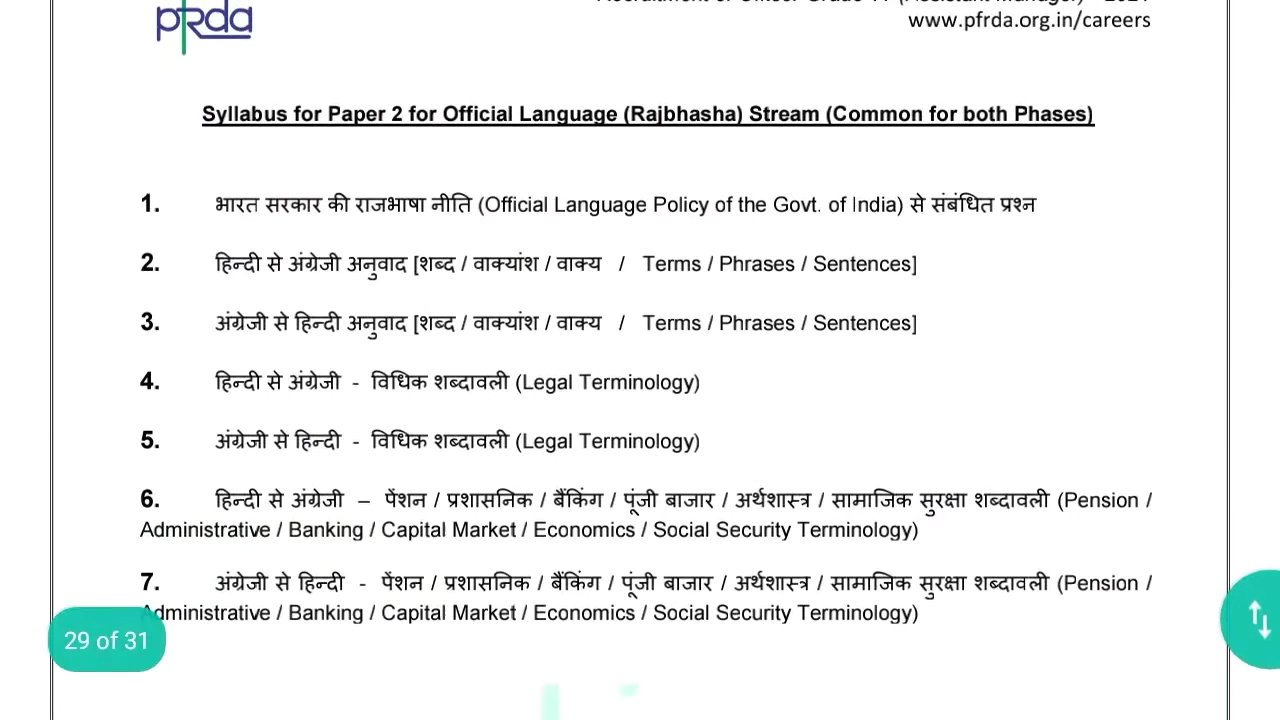 pfrda
www.pfrda.org.in/careers
Syllabus for Paper 2 for Official Language (Rajbhasha) Stream (Common for both Phases)
1. भारत सरकार की राजभाषा नीति (Official Language Policy of the Govt. of India) से संबंधित प्रश्न
2. हिन्दी से अंग्रेजी अनुवाद [शब्द / वाक्यांश / वाक्य / Terms / Phrases / Sentences]
3. अंग्रेजी से हिन्दी अनुवाद [शब्द / वाक्यांश / वाक्य / Terms / Phrases / Sentences]
4. हिन्दी से अंग्रेजी - विधिक शब्दावली (Legal Terminology)
5. अंग्रेजी से हिन्दी - विधिक शब्दावली (Legal Terminology)
6. हिन्दी से अंग्रेजी – पेंशन / प्रशासनिक / बैंकिंग / पूंजी बाजार / अर्थशास्त्र / सामाजिक सुरक्षा शब्दावली (Pension /
Administrative / Banking / Capital Market / Economics / Social Security Terminology)
7. अंग्रेजी से हिन्दी - पेंशन / प्रशासनिक / बैंकिंग / पूंजी बाजार / अर्थशास्त्र / सामाजिक सुरक्षा शब्दावली (Pension /
Administrative / Banking / Capital Market / Economics / Social Security Terminology)
29 of 31